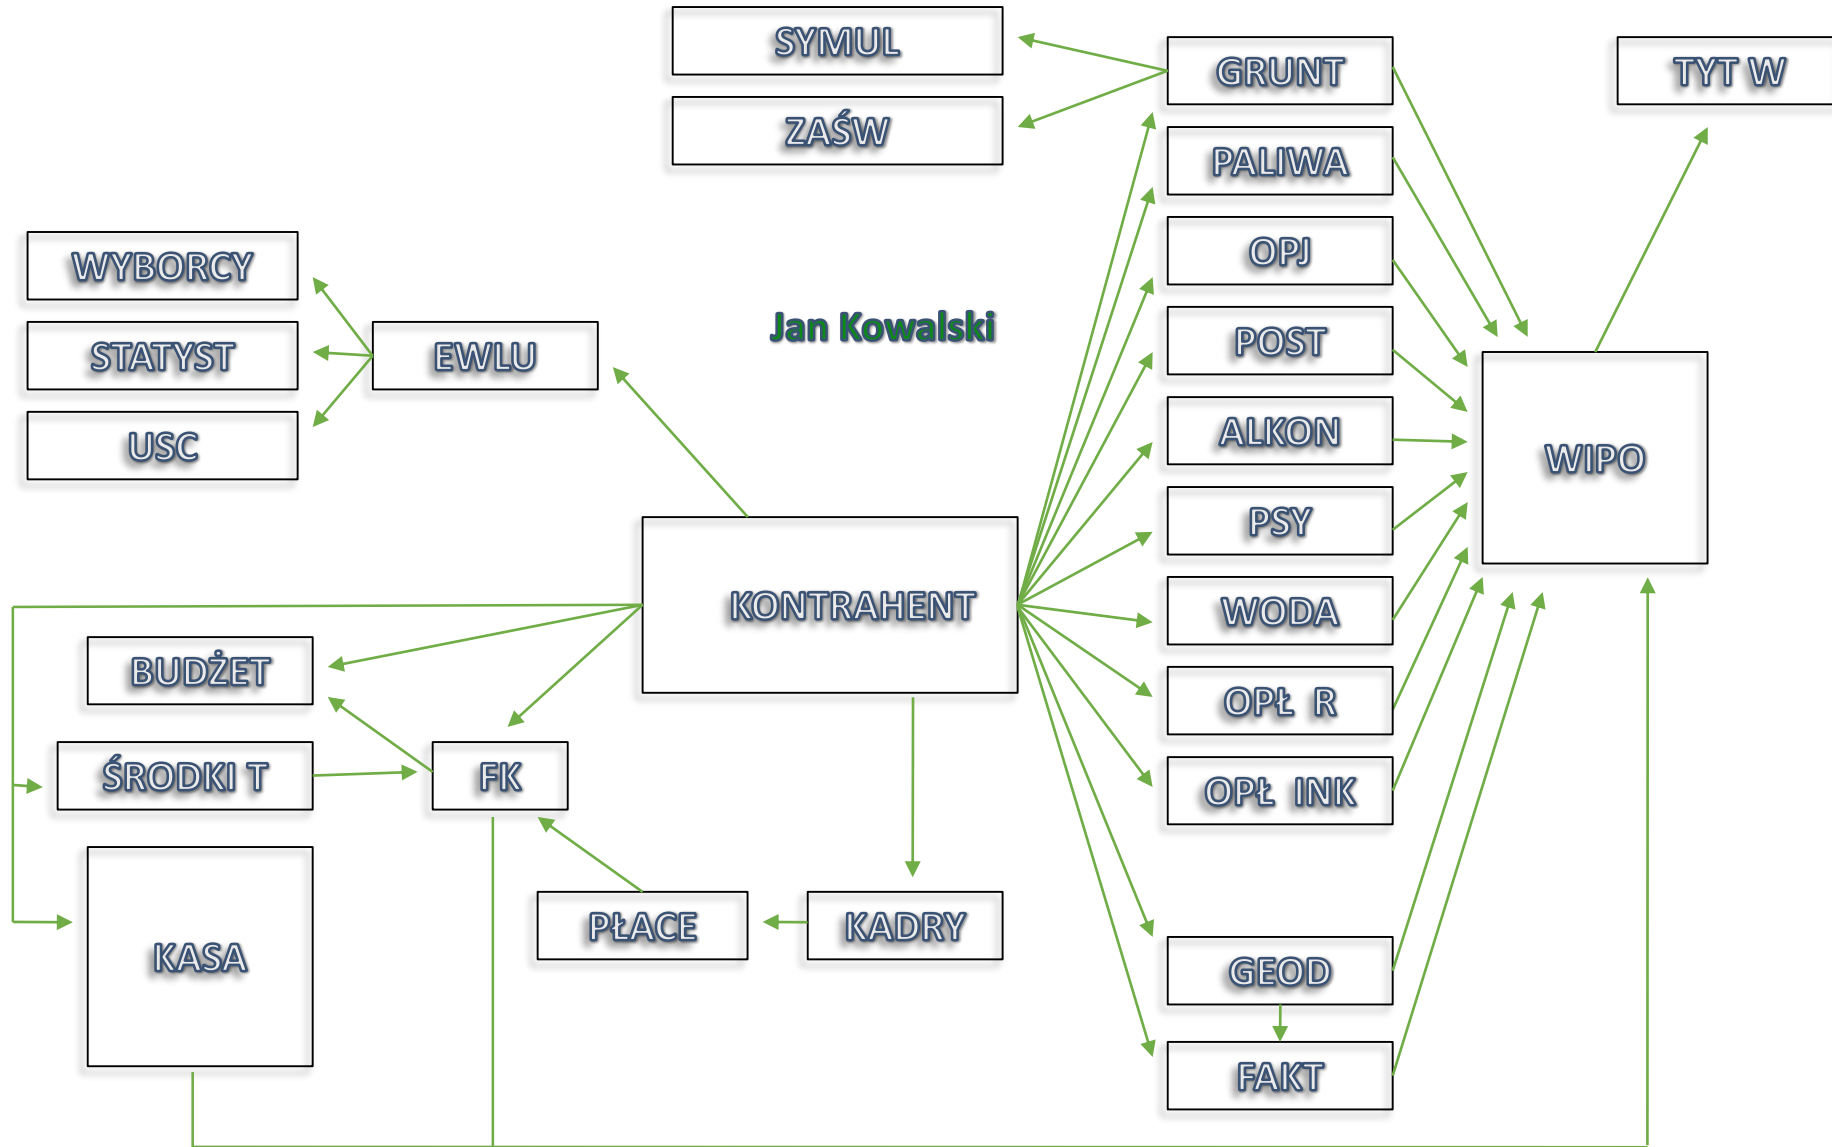 SYMUL
GRUNT
TYT W
ZAŚW
PALIWA
WYBORCY
OPJ
Jan Kowalski
STATYST
EWLU
POST
USC
ALKON
WIPO
PSY
KONTRAHENT
WODA
BUDŻET
OPŁ R
ŚRODKI T
FK
OPŁ INK
PŁACE
KADRY
KASA
GEOD
FAKT